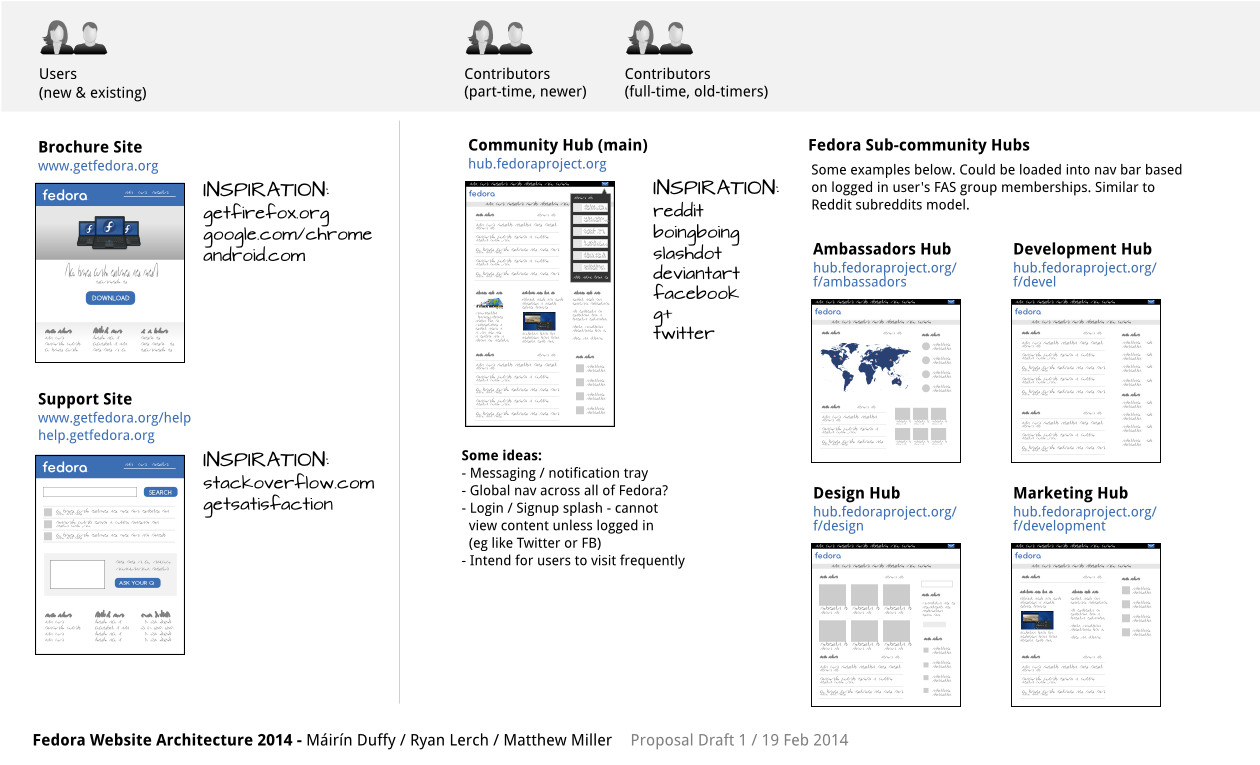 Users
(new & existing)
Contributors
(part-time, newer)
Contributors
(full-time, old-timers)
Brochure Site
www.getfedora.org
fedora
DOWNLOAD
INSPIRATION:
getfirefox.org
google.com/chrome
android.com
Support Site
www.getfedora.org/help
help.getfedora.org
fedora
SEARCH
ASK YOUR Q
INSPIRATION:
stackoverflow.com
getsatisfaction
Community Hub (main)
hub.fedoraproject.org
fedora
INSPIRATION:
reddit
boingboing
slashdot
deviantart
facebook
g+
twitter
Some ideas:
- Messaging / notification tray
- Global nav across all of Fedora?
- Login / Signup splash - cannot
view content unless logged in
(eg like Twitter or FB)
- Intend for users to visit frequently
Fedora Sub-community Hubs
Some examples below. Could be loaded into nav bar based
on logged in user's FAS group memberships. Similar to
Reddit subreddits model.
Ambassadors Hub
hub.fedoraproject.org/
f/ambassadors
fedora
Development Hub
hub.fedoraproject.org/
f/devel
fedora
Design Hub
hub.fedoraproject.org/
f/design
fedora
Marketing Hub
hub.fedoraproject.org/
f/development
fedora
Fedora Website Architecture 2014 - Máirín Duffy / Ryan Lerch / Matthew Miller Proposal Draft 1 / 19 Feb 2014